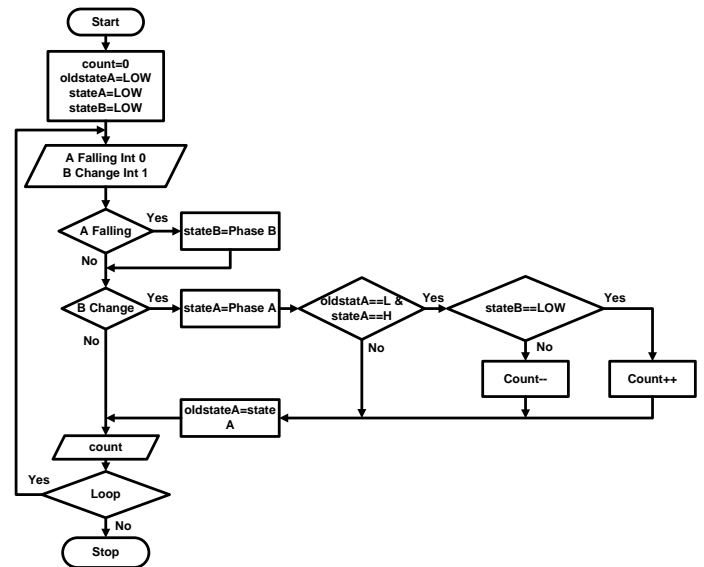 Start
count=0
oldstateA=LOW
stateA=LOW
stateB=LOW
A Falling Int 0
B Change Int 1
A Falling
Yes
stateB=Phase B
No
B Change
Yes
stateA=Phase A
oldstatA==L &
stateA==H
Yes
stateB==LOW
Yes
No
No
No
Count--
Count++
oldstateA=state
A
count
Yes
Loop
No
Stop